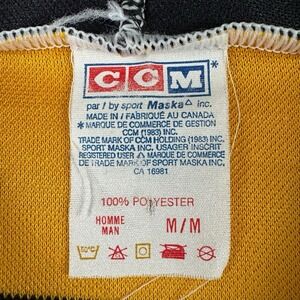 CCM*
par / by sport Maska inc.
MADE IN / FABRIQUÉ AU CANADA
* MARQUE DE COMMERCE DE GESTION
CCM (1983) INC.
TRADE MARK OF CCM HOLDING (1983) INC.
SPORT MASKA INC. USAGER INSCRIT
REGISTERED USER ⚠ MARQUE
DE TRADE MARK OF SPORT MASKA INC.
CA 16981
100% POLYESTER
HOMME
MAN
M/M